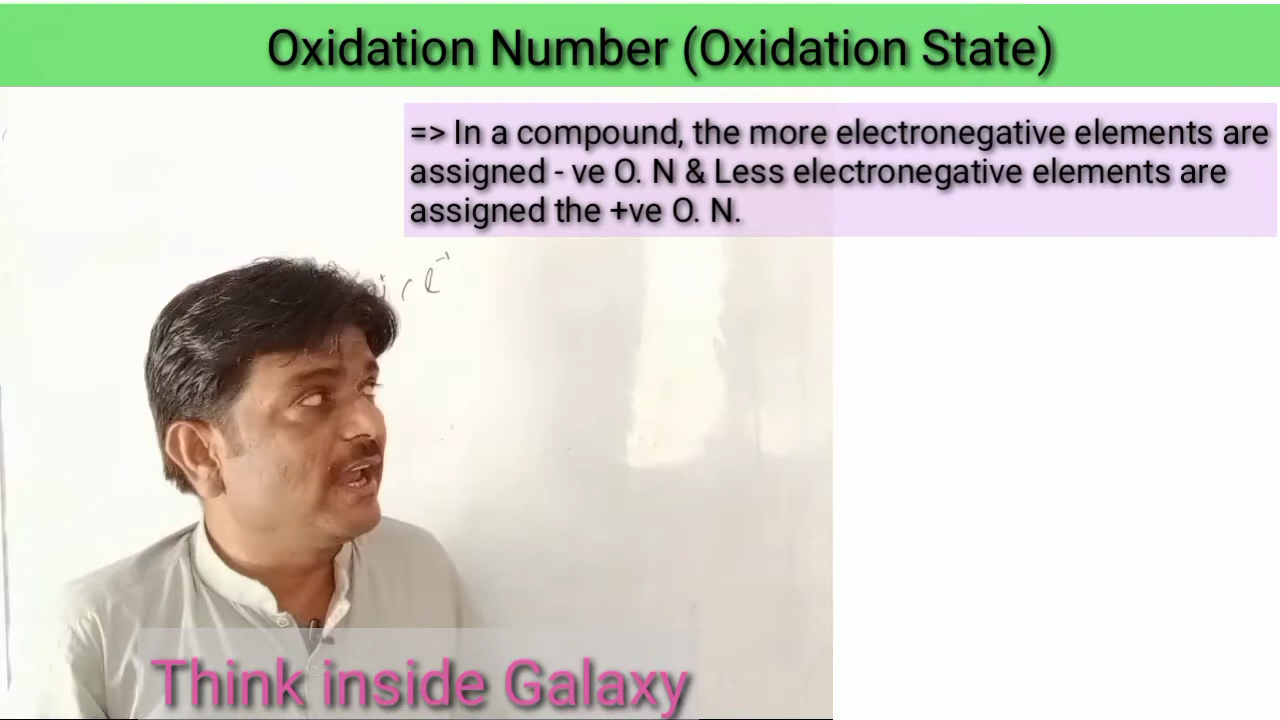 Oxidation Number (Oxidation State)
=> In a compound, the more electronegative elements are
assigned - ve O. N & Less electronegative elements are
assigned the +ve O. N.
Think inside Galaxy